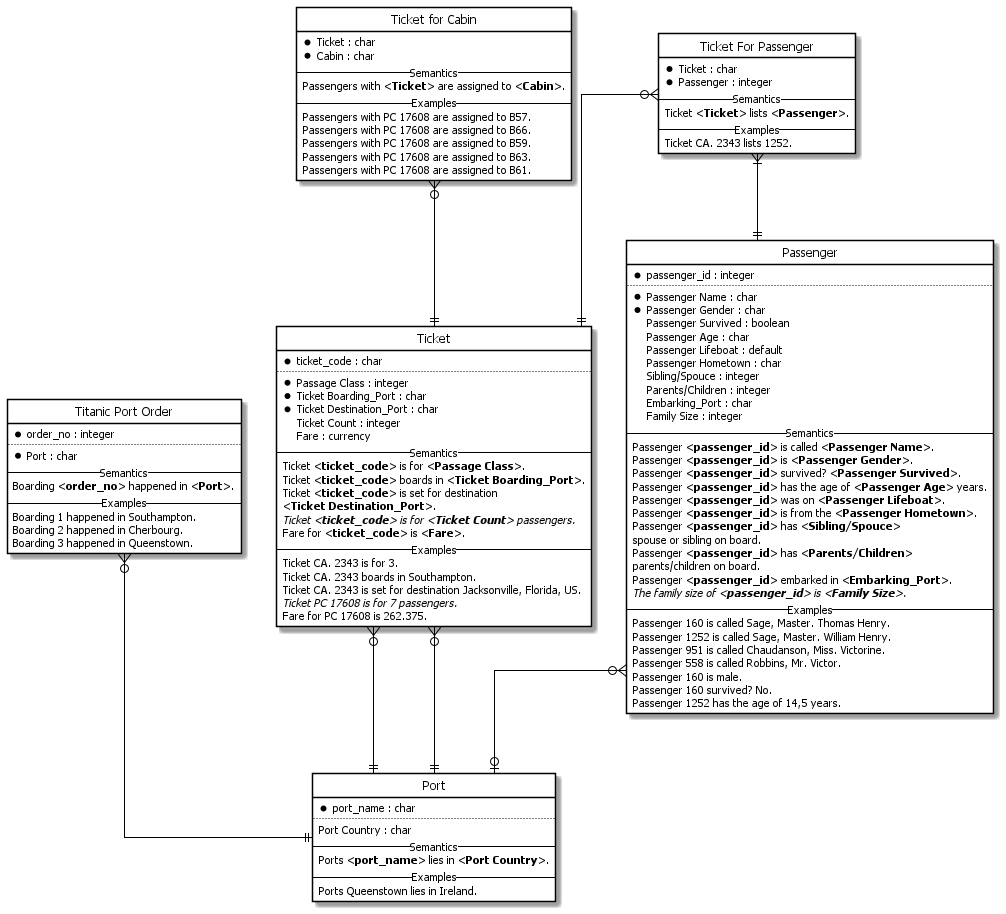 Ticket for Cabin
Ticket : char
Cabin : char
Semantics
Passengers with <Ticket> are assigned to <Cabin>.
Examples
Passengers with PC 17608 are assigned to B57.
Passengers with PC 17608 are assigned to B66.
Passengers with PC 17608 are assigned to B59.
Passengers with PC 17608 are assigned to B63.
Passengers with PC 17608 are assigned to B61.
Ticket For Passenger
Ticket : char
Passenger : integer
Semantics
Ticket <Ticket> lists <Passenger>.
Examples
Ticket CA. 2343 lists 1252.
Passenger
passenger_id : integer
Passenger Name : char
Passenger Gender : char
Passenger Survived : boolean
Passenger Age : char
Passenger Lifeboat : default
Passenger Hometown : char
Sibling/Spouce : integer
Parents/Children : integer
Embarking_Port : char
Family Size : integer
Semantics
Passenger <passenger_id> is called <Passenger Name>.
Passenger <passenger_id> is <Passenger Gender>.
Passenger <passenger_id> survived? <Passenger Survived>.
Passenger <passenger_id> has the age of <Passenger Age> years.
Passenger <passenger_id> was on <Passenger Lifeboat>.
Passenger <passenger_id> is from the <Passenger Hometown>.
Passenger <passenger_id> has <Sibling/Spouce>
spouse or sibling on board.
Passenger <passenger_id> has <Parents/Children>
parents/children on board.
Passenger <passenger_id> embarked in <Embarking_Port>.
The family size of <passenger_id> is <Family Size>.
Examples
Passenger 160 is called Sage, Master. Thomas Henry.
Passenger 1252 is called Sage, Master. William Henry.
Passenger 951 is called Chaudanson, Miss. Victorine.
Passenger 558 is called Robbins, Mr. Victor.
Passenger 160 is male.
Passenger 160 survived? No.
Passenger 1252 has the age of 14,5 years.
Ticket
ticket_code : char
Passage Class : integer
Ticket Boarding_Port : char
Ticket Destination_Port : char
Ticket Count : integer
Fare : currency
Semantics
Ticket <ticket_code> is for <Passage Class>.
Ticket <ticket_code> boards in <Ticket Boarding_Port>.
Ticket <ticket_code> is set for destination
<Ticket Destination_Port>.
Ticket <ticket_code> is for <Ticket Count> passengers.
Fare for <ticket_code> is <Fare>.
Examples
Ticket CA. 2343 is for 3.
Ticket CA. 2343 boards in Southampton.
Ticket CA. 2343 is set for destination Jacksonville, Florida, US.
Ticket PC 17608 is for 7 passengers.
Fare for PC 17608 is 262.375.
Titanic Port Order
order_no : integer
Port : char
Semantics
Boarding <order_no> happened in <Port>.
Examples
Boarding 1 happened in Southampton.
Boarding 2 happened in Cherbourg.
Boarding 3 happened in Queenstown.
Port
port_name : char
Port Country : char
Semantics
Ports <port_name> lies in <Port Country>.
Examples
Ports Queenstown lies in Ireland.